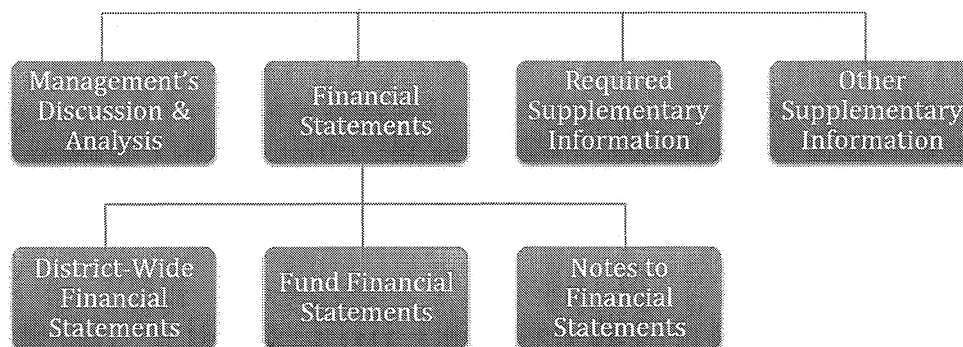 Management's
Discussion &
Analysis
Financial
Statements
Required
Supplementary
Information
Other
Supplementary
Information
District-Wide
Financial
Statements
Fund Financial
Statements
Notes to
Financial
Statements